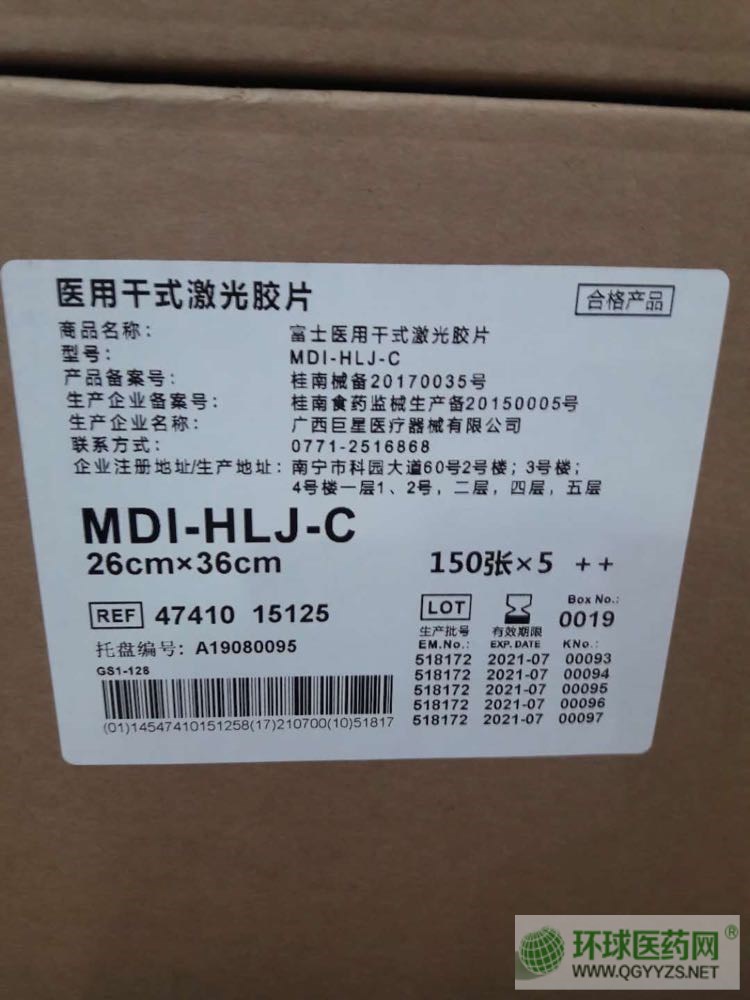 医用干式激光胶片
合格产品
商品名称： 富士医用干式激光胶片
型号： MDI-HLJ-C
产品备案号： 桂南械备20170035号
生产企业备案号： 桂南食药监械生产备20150005号
生产企业名称： 广西巨星医疗器械有限公司
联系方式： 0771-2516868
企业注册地址/生产地址： 南宁市科园大道60号2号楼；3号楼；
4号楼一层1、2号，二层，四层，五层
MDI-HLJ-C
26cm×36cm 150张×5 ++
REF 47410 15125
托盘编号: A19080095
GS1-128
(01)14547410151258(17)210700(10)51817
LOT
生产批号 有效期限
Box No.:
0019
EM.No.: EXP. DATE KNo.:
518172 2021-07 00093
518172 2021-07 00094
518172 2021-07 00095
518172 2021-07 00096
518172 2021-07 00097
环球医药网®
WWW.QGYYZS.NET